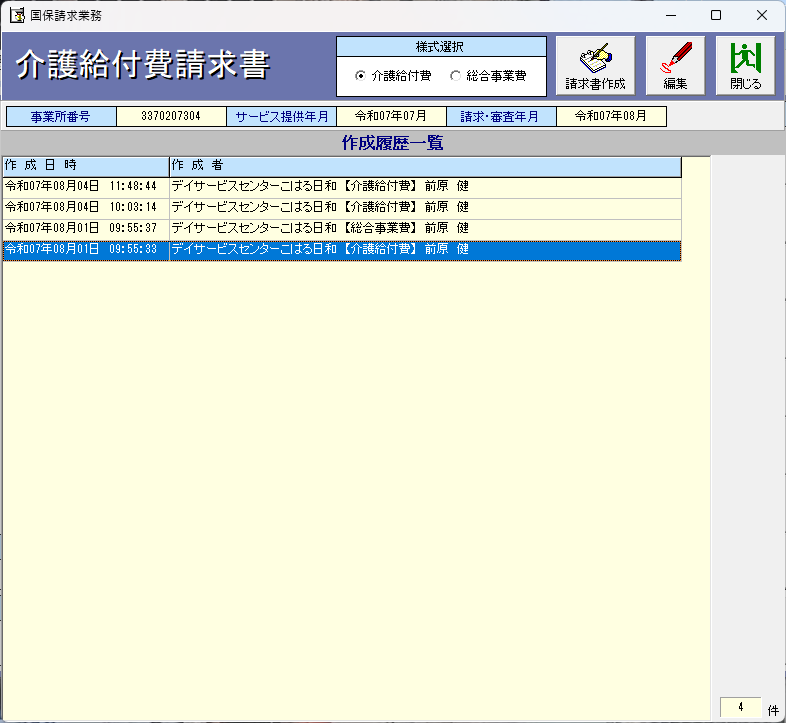 国保請求業務
介護給付費請求書
様式選択
介護給付費 総合事業費
請求書作成 編集 閉じる
事業所番号 3370207304 サービス提供年月 令和07年07月 請求・審査年月 令和07年08月
作成履歴一覧
作 成 日 時 作 成 者
令和07年08月04日 11:48:44 デイサービスセンターこはる日和【介護給付費】 前原 健
令和07年08月04日 10:03:14 デイサービスセンターこはる日和【介護給付費】 前原 健
令和07年08月01日 09:55:37 デイサービスセンターこはる日和【総合事業費】 前原 健
令和07年08月01日 09:55:33 デイサービスセンターこはる日和【介護給付費】 前原 健
4 件